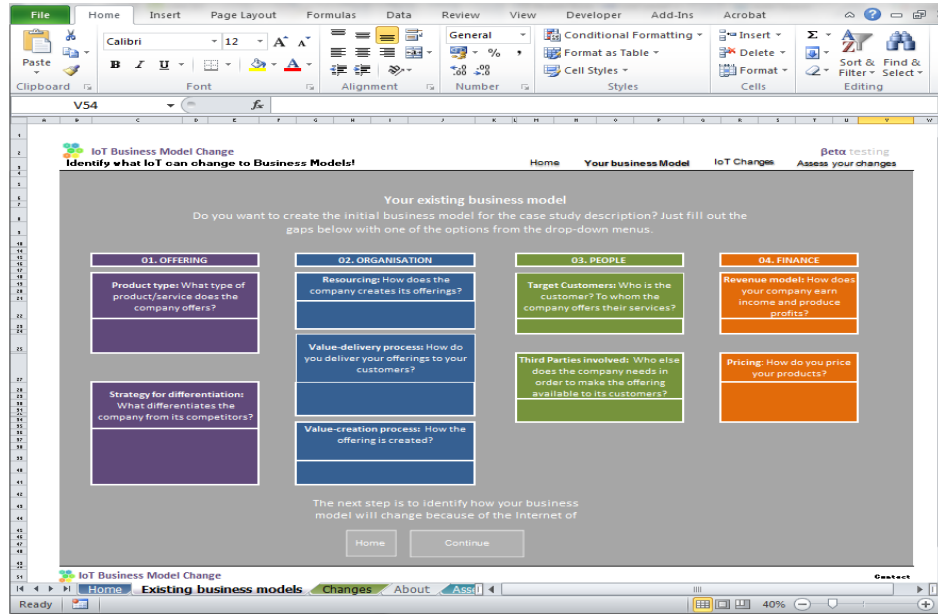 File Home Insert Page Layout Formulas Data Review View Developer Add-Ins Acrobat
Calibri 12 A A General Conditional Formatting Insert Σ
Paste B I U % , Format as Table Delete Sort & Find &
Cell Styles Format Filter Select
Clipboard Font Alignment Number Styles Cells Editing
V54 fx
IoT Business Model Change Βetα testing
Identify what IoT can change to Business Models! Home Your business Model IoT Changes Assess your changes
Your existing business model
Do you want to create the initial business model for the case study description? Just fill out the
gaps below with one of the options from the drop-down menus.
01. OFFERING
Product type: What type of
product/service does the
company offers?
Strategy for differentiation:
What differentiates the
company from its competitors?
02. ORGANISATION
Resourcing: How does the
company creates its offerings?
Value-delivery process: How do
you deliver your offerings to your
customers?
Value-creation process: How the
offering is created?
03. PEOPLE
Target Customers: Who is the
customer? To whom the
company offers their services?
Third Parties involved: Who else
does the company needs in
order to make the offering
available to its customers?
04. FINANCE
Revenue model: How does
your company earn
income and produce
profits?
Pricing: How do you price
your products?
The next step is to identify how your business
model will change because of the Internet of
Home Continue
IoT Business Model Change Contact
Home Existing business models Changes About Asse
Ready 40%